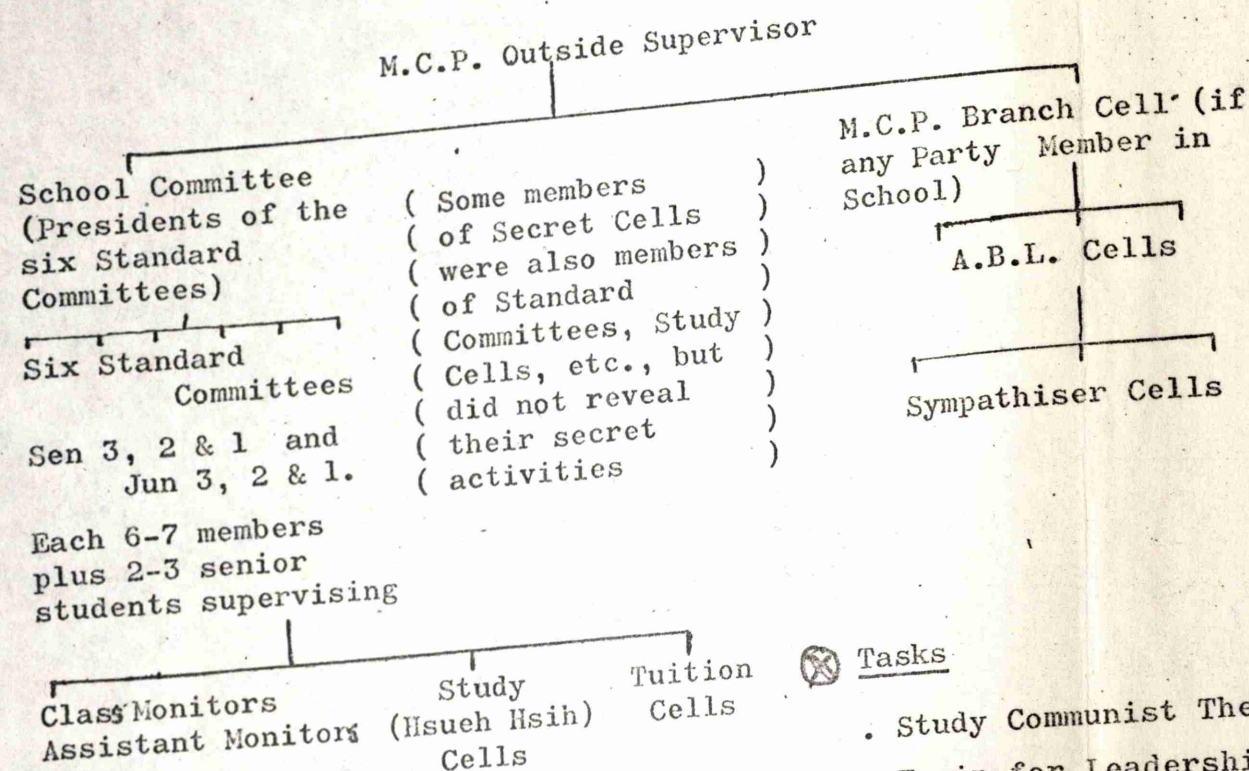 M.C.P. Outside Supervisor
School Committee
(Presidents of the
six Standard
Committees)
Six Standard
Committees
Sen 3, 2 & 1 and
Jun 3, 2 & 1.
Each 6-7 members
plus 2-3 senior
students supervising
( Some members )
( of Secret Cells )
( were also members )
( of Standard )
( Committees, Study )
( Cells, etc., but )
( did not reveal )
( their secret )
( activities )
M.C.P. Branch Cell (if
any Party Member in
School)
A.B.L. Cells
Sympathiser Cells
Class Monitors
Assistant Monitors
Study
(Hsueh Hsih)
Cells
Tuition
Cells
Tasks
. Study Communist The
for Leadershi